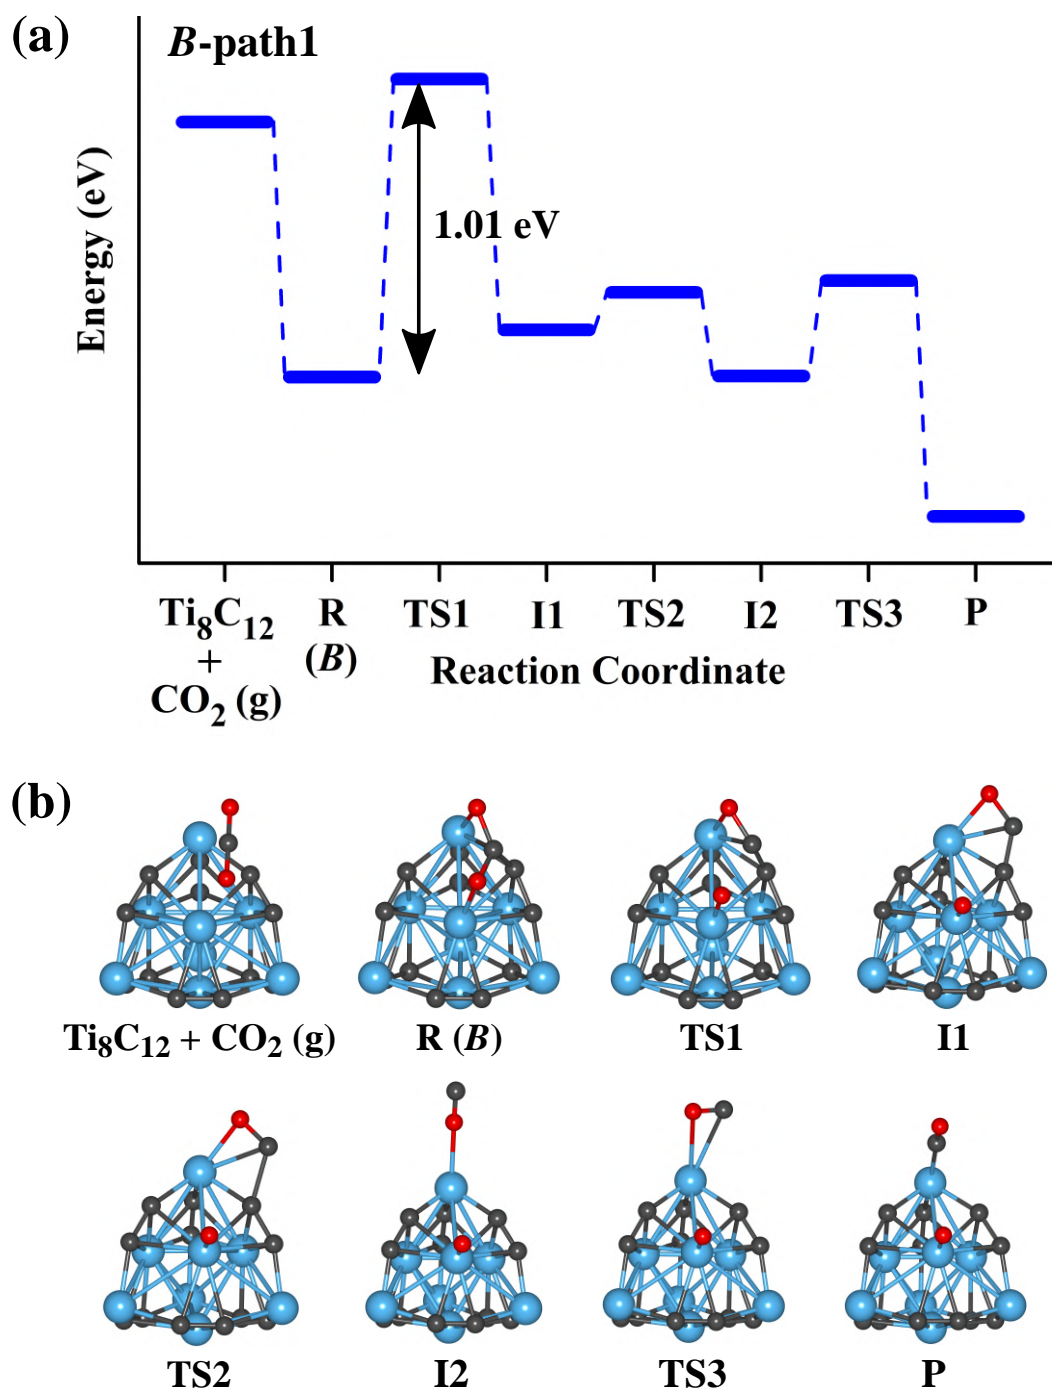 (a)
B-path1
Energy (eV)
1.01 eV
Ti8C12 + CO2 (g)
R (B)
TS1
I1
TS2
I2
TS3
P
Reaction Coordinate
(b)
Ti8C12 + CO2 (g)
R (B)
TS1
I1
TS2
I2
TS3
P